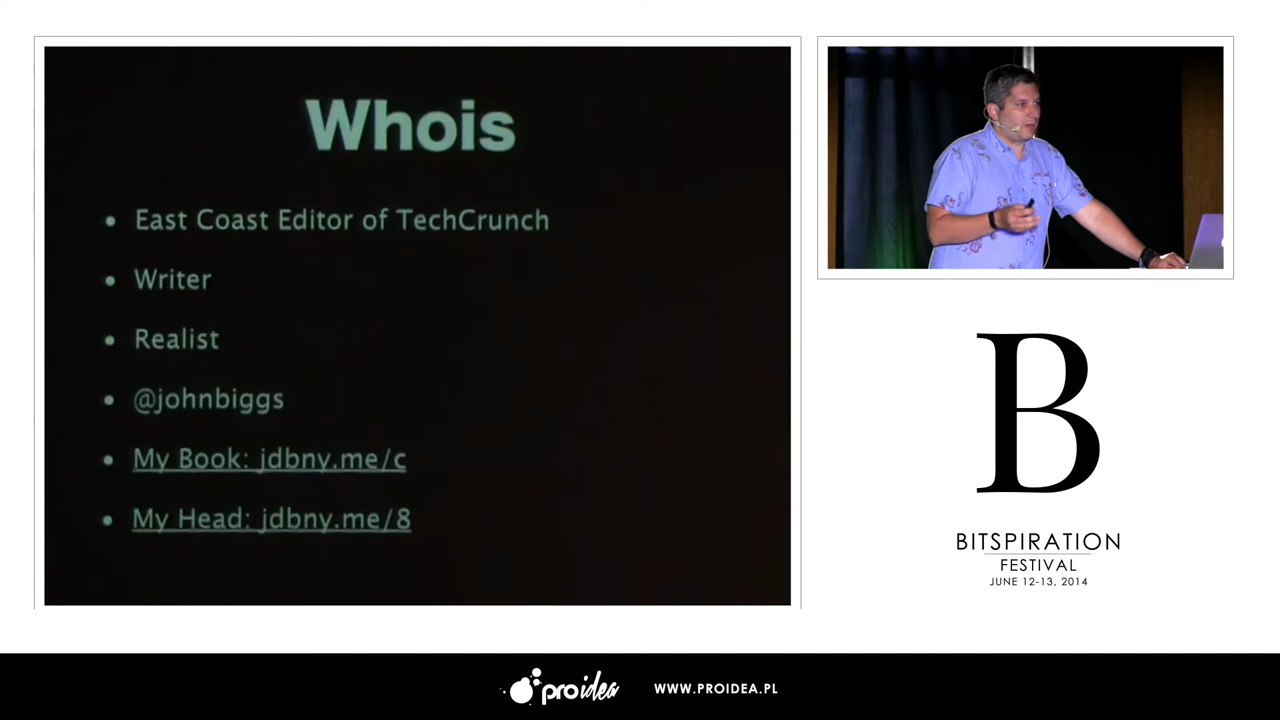 Whois
• East Coast Editor of TechCrunch
• Writer
• Realist
• @johnbiggs
• My Book: jdbny.me/c
• My Head: jdbny.me/8
B
BITSPIRATION
FESTIVAL
JUNE 12-13, 2014
proidea
WWW.PROIDEA.PL